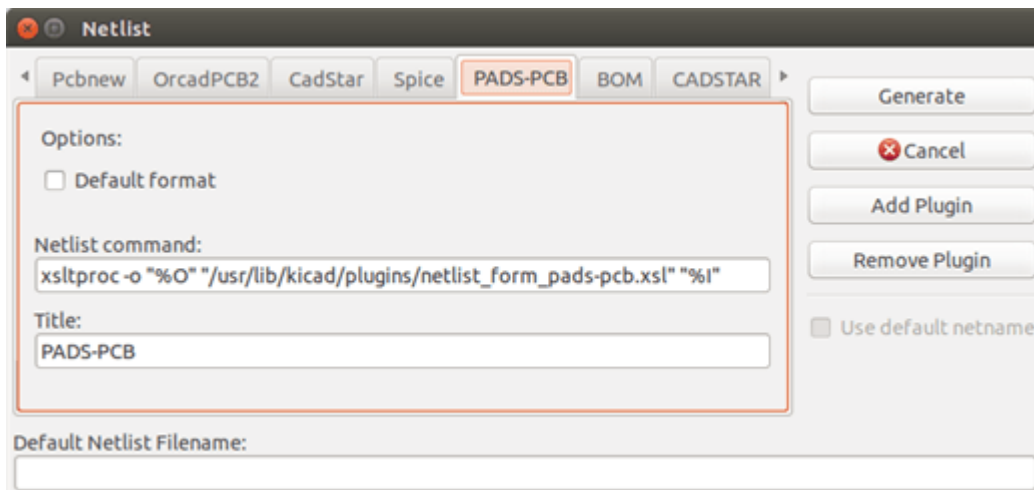 Netlist
Pcbnew OrcadPCB2 CadStar Spice PADS-PCB BOM CADSTAR
Generate
Options:
Cancel
Default format
Add Plugin
Netlist command:
Remove Plugin
xsltproc -o "%O" "/usr/lib/kicad/plugins/netlist_form_pads-pcb.xsl" "%I"
Title:
Use default netname
PADS-PCB
Default Netlist Filename: